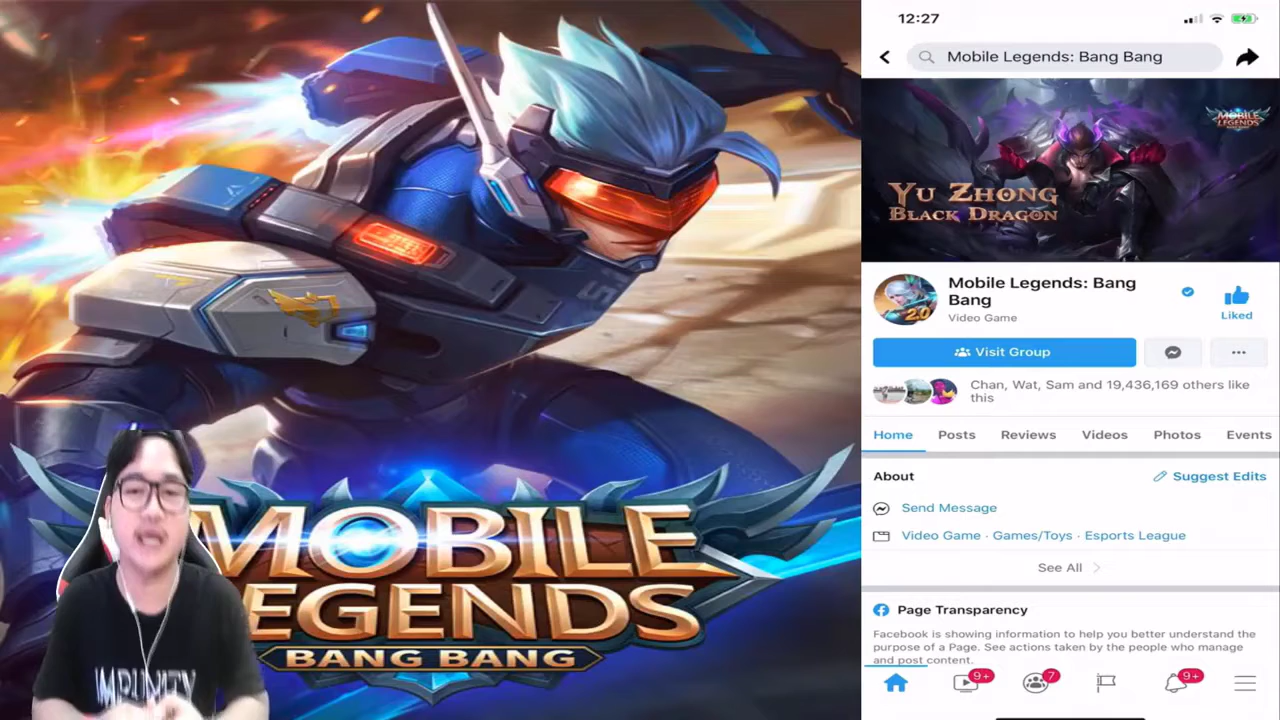 MOBILE
LEGENDS
BANG BANG
IMPUNITY
12:27
Mobile Legends: Bang Bang
MOBILE
LEGENDS
YU ZHONG
BLACK DRAGON
Mobile Legends: Bang
Bang
Video Game
2.0
Liked
Visit Group
Chan, Wat, Sam and 19,436,169 others like
this
Home Posts Reviews Videos Photos Events
About Suggest Edits
Send Message
Video Game · Games/Toys · Esports League
See All
Page Transparency
Facebook is showing information to help you better understand the
purpose of a Page. See actions taken by the people who manage
and post content.
9+ 7 9+